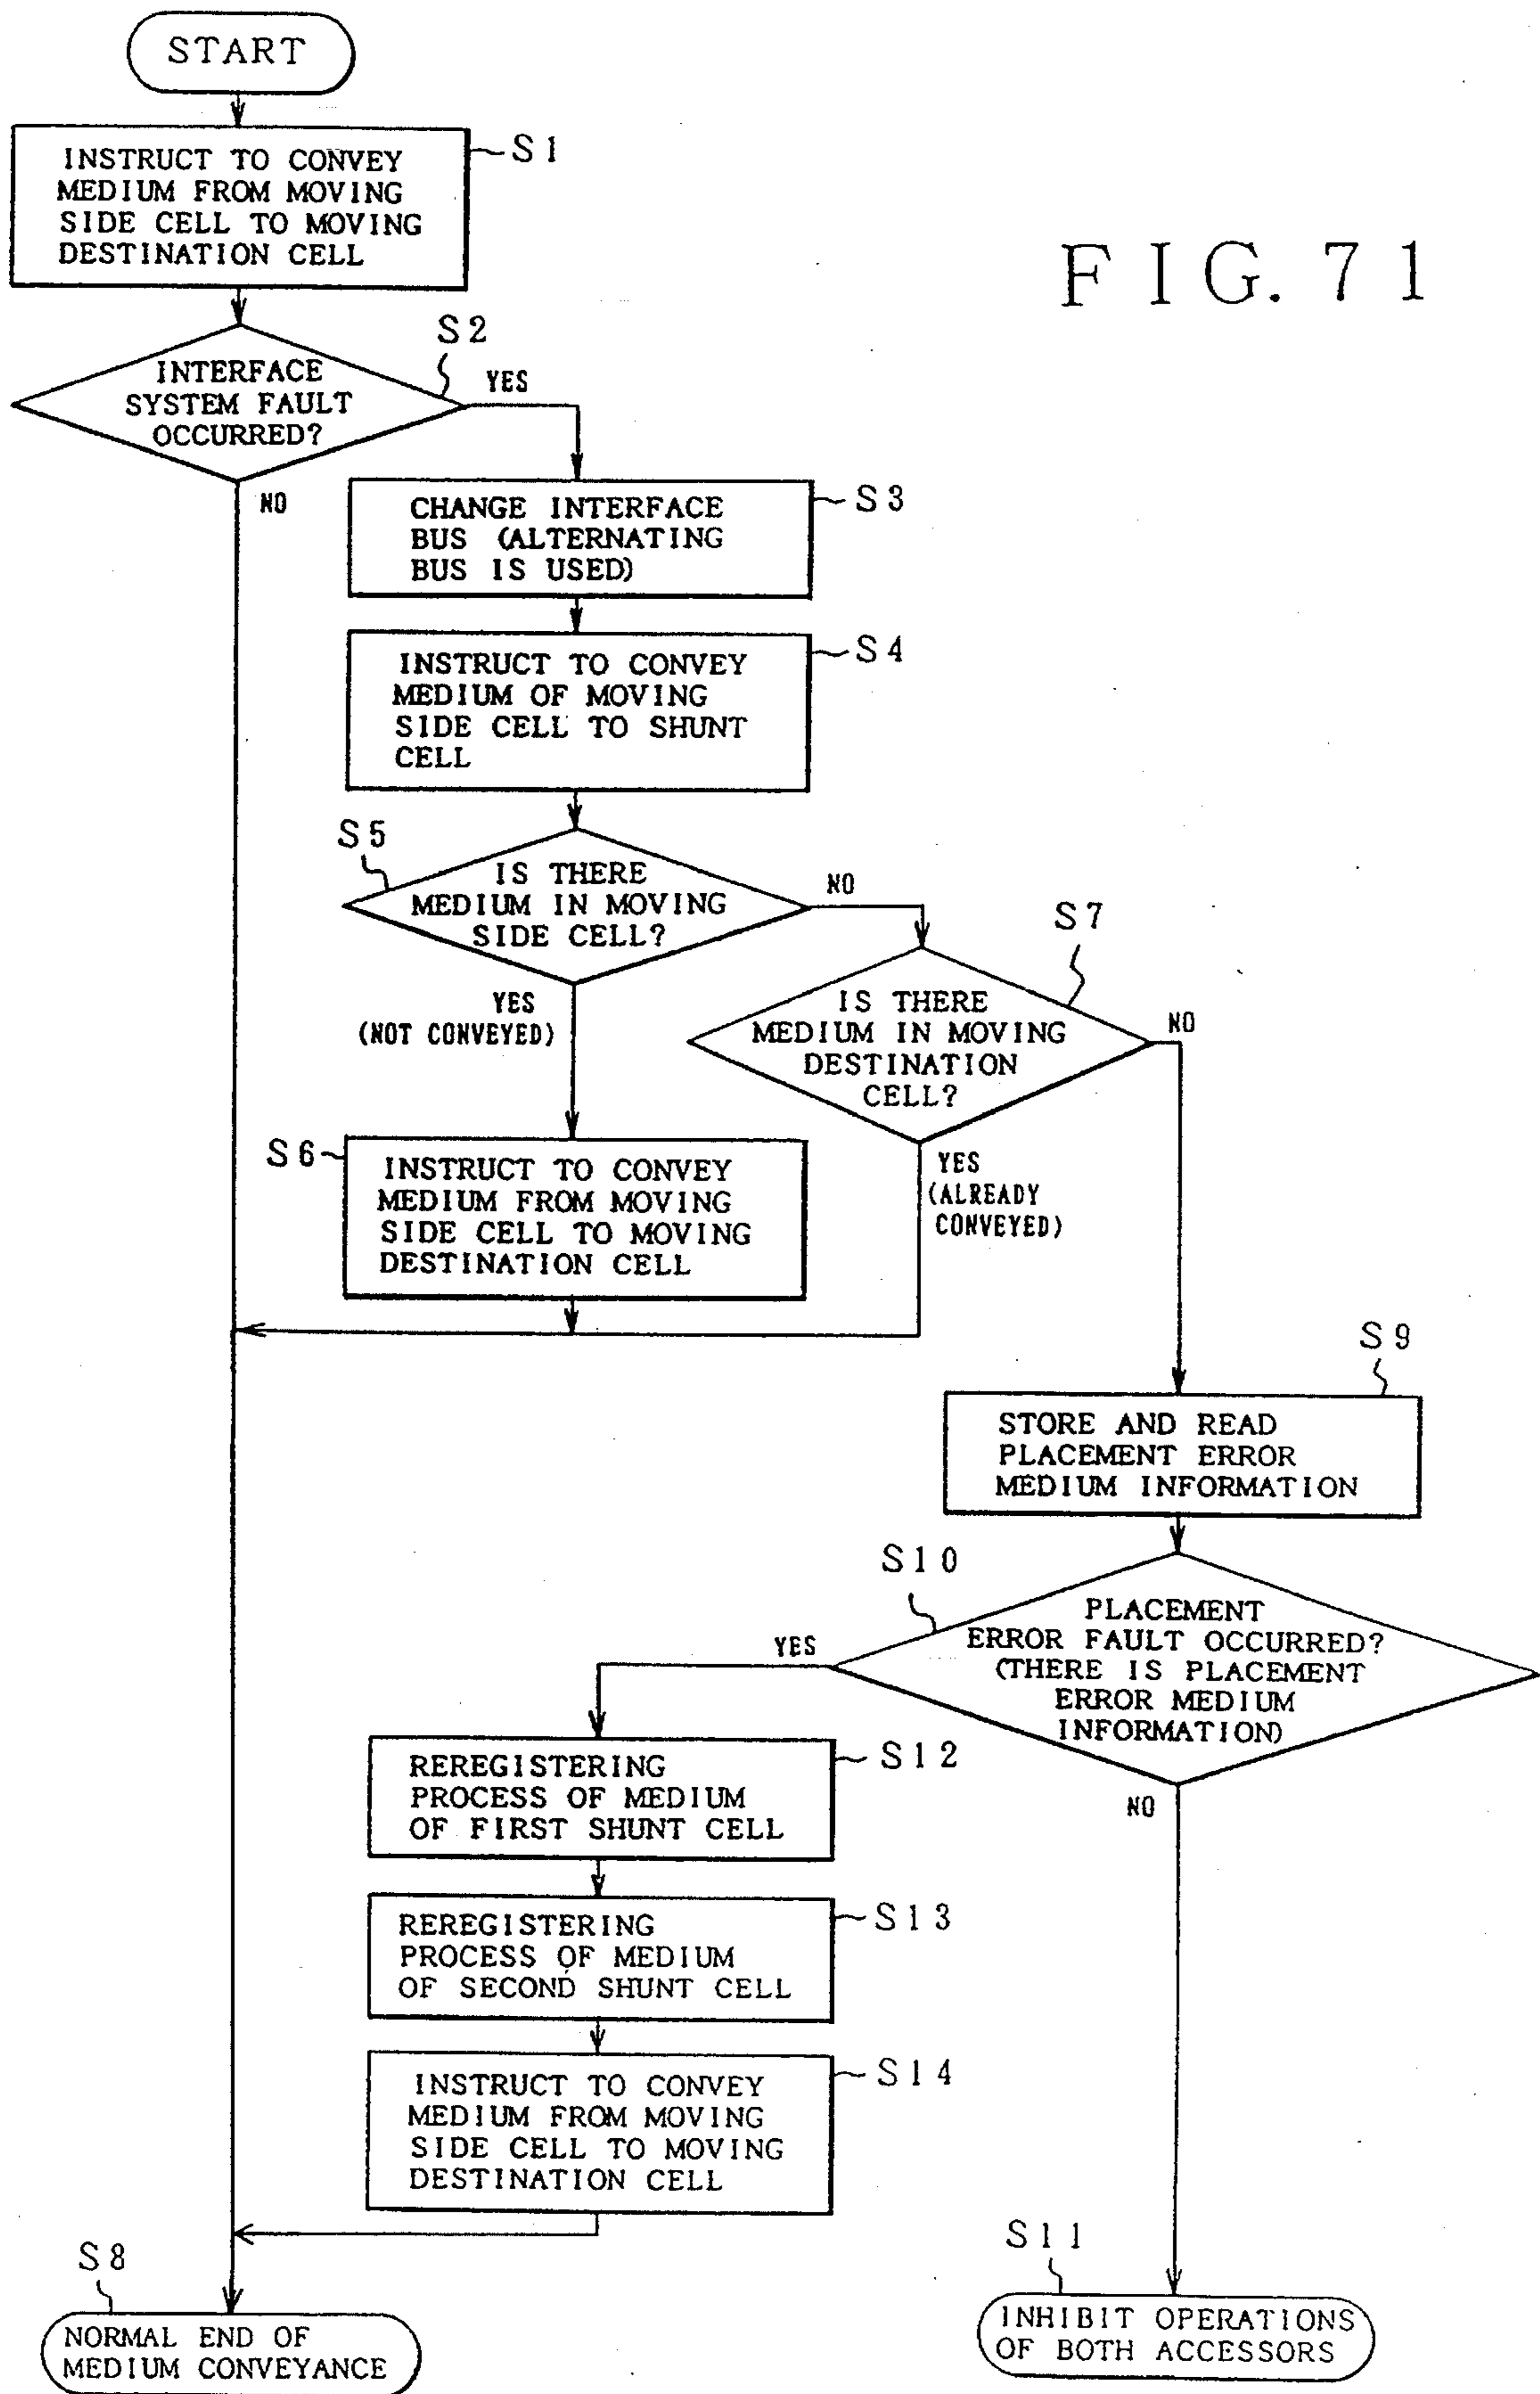 START
S1
INSTRUCT TO CONVEY
MEDIUM FROM MOVING
SIDE CELL TO MOVING
DESTINATION CELL
FIG. 71
S2
INTERFACE
SYSTEM FAULT
OCCURRED?
YES
NO
S3
CHANGE INTERFACE
BUS (ALTERNATING
BUS IS USED)
S4
INSTRUCT TO CONVEY
MEDIUM OF MOVING
SIDE CELL TO SHUNT
CELL
S5
IS THERE
MEDIUM IN MOVING
SIDE CELL?
NO
YES
(NOT CONVEYED)
S7
IS THERE
MEDIUM IN MOVING
DESTINATION
CELL?
NO
YES
(ALREADY
CONVEYED)
S6
INSTRUCT TO CONVEY
MEDIUM FROM MOVING
SIDE CELL TO MOVING
DESTINATION CELL
S9
STORE AND READ
PLACEMENT ERROR
MEDIUM INFORMATION
S10
PLACEMENT
ERROR FAULT OCCURRED?
(THERE IS PLACEMENT
ERROR MEDIUM
INFORMATION)
YES
NO
S12
REREGISTERING
PROCESS OF MEDIUM
OF FIRST SHUNT CELL
S13
REREGISTERING
PROCESS OF MEDIUM
OF SECOND SHUNT CELL
S14
INSTRUCT TO CONVEY
MEDIUM FROM MOVING
SIDE CELL TO MOVING
DESTINATION CELL
S8
NORMAL END OF
MEDIUM CONVEYANCE
S11
INHIBIT OPERATIONS
OF BOTH ACCESSORS